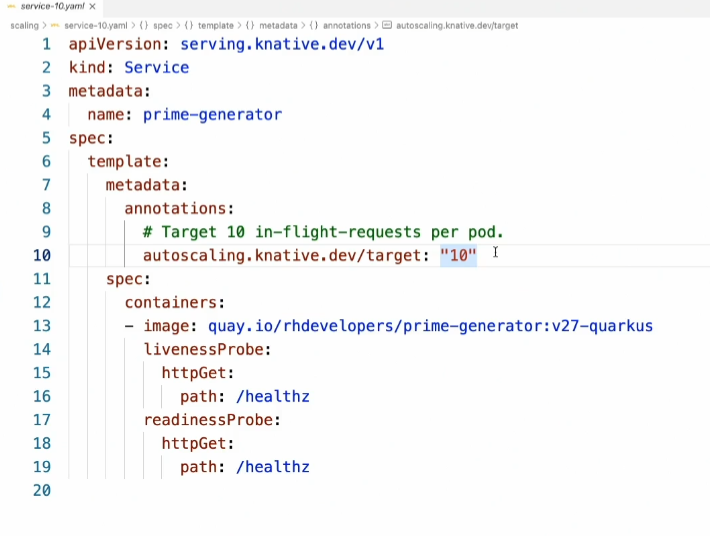 service-10.yaml ×
scaling > service-10.yaml > {} spec > {} template > {} metadata > {} annotations > autoscaling.knative.dev/target
1 apiVersion: serving.knative.dev/v1
2 kind: Service
3 metadata:
4   name: prime-generator
5 spec:
6   template:
7     metadata:
8       annotations:
9         # Target 10 in-flight-requests per pod.
10         autoscaling.knative.dev/target: "10"
11     spec:
12       containers:
13       - image: quay.io/rhdevelopers/prime-generator:v27-quarkus
14         livenessProbe:
15           httpGet:
16             path: /healthz
17         readinessProbe:
18           httpGet:
19             path: /healthz
20